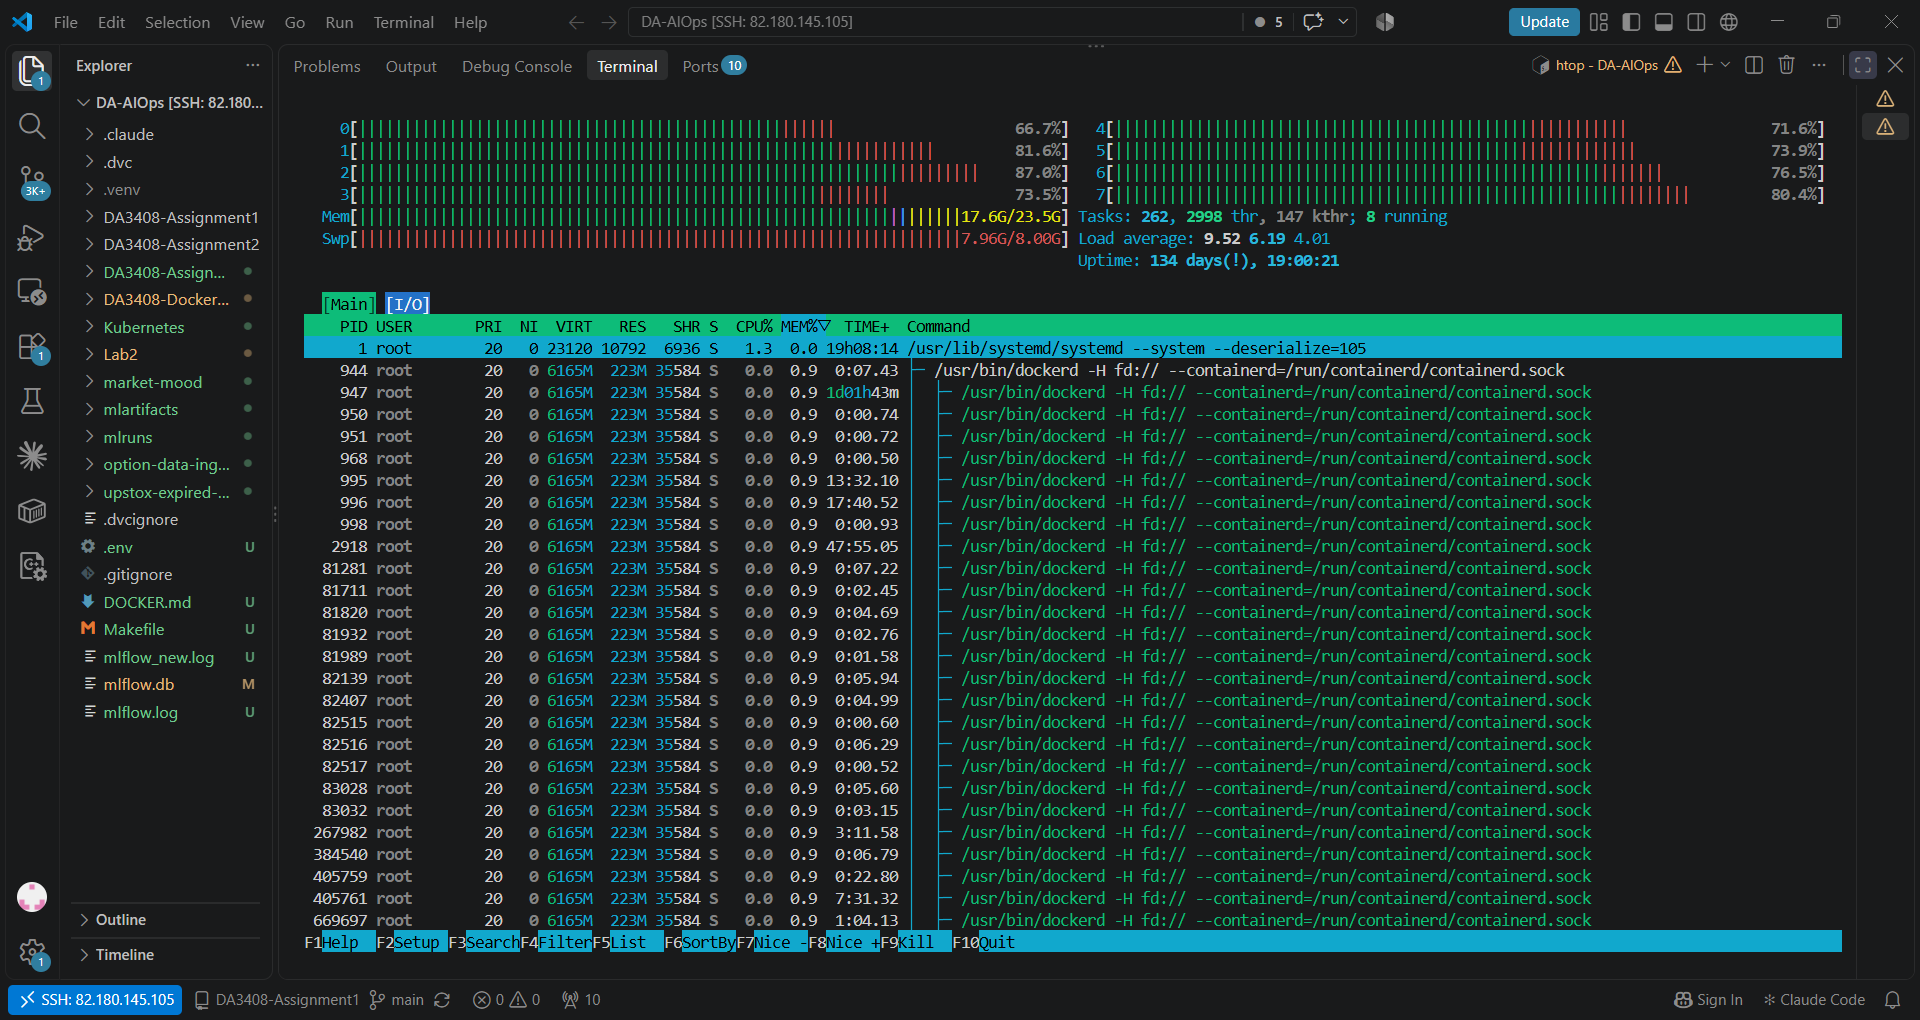 File Edit Selection View Go Run Terminal Help
DA-AIOps [SSH: 82.180.145.105]
5
Update
Explorer
DA-AIOps [SSH: 82.180...
.claude
.dvc
.venv
DA3408-Assignment1
DA3408-Assignment2
DA3408-Assign...
DA3408-Docker...
Kubernetes
Lab2
market-mood
mlartifacts
mlruns
option-data-ing...
upstox-expired-...
.dvcignore
.env U
.gitignore
DOCKER.md U
Makefile U
mlflow_new.log U
mlflow.db M
mlflow.log U
Outline
Timeline
1
3K+
1
1
Problems Output Debug Console Terminal Ports 10
htop - DA-AIOps
0[ 66.7%] 4[ 71.6%]
1[ 81.6%] 5[ 73.9%]
2[ 87.0%] 6[ 76.5%]
3[ 73.5%] 7[ 80.4%]
Mem[ 17.6G/23.5G] Tasks: 262, 2998 thr, 147 kthr; 8 running
Swp[ 7.96G/8.00G] Load average: 9.52 6.19 4.01
Uptime: 134 days(!), 19:00:21
[Main] [I/O]
PID USER PRI NI VIRT RES SHR S CPU% MEM%▽ TIME+ Command
1 root 20 0 23120 10792 6936 S 1.3 0.0 19h08:14 /usr/lib/systemd/systemd --system --deserialize=105
944 root 20 0 6165M 223M 35584 S 0.0 0.9 0:07.43 /usr/bin/dockerd -H fd:// --containerd=/run/containerd/containerd.sock
947 root 20 0 6165M 223M 35584 S 0.0 0.9 1d01h43m /usr/bin/dockerd -H fd:// --containerd=/run/containerd/containerd.sock
950 root 20 0 6165M 223M 35584 S 0.0 0.9 0:00.74 /usr/bin/dockerd -H fd:// --containerd=/run/containerd/containerd.sock
951 root 20 0 6165M 223M 35584 S 0.0 0.9 0:00.72 /usr/bin/dockerd -H fd:// --containerd=/run/containerd/containerd.sock
968 root 20 0 6165M 223M 35584 S 0.0 0.9 0:00.50 /usr/bin/dockerd -H fd:// --containerd=/run/containerd/containerd.sock
995 root 20 0 6165M 223M 35584 S 0.0 0.9 13:32.10 /usr/bin/dockerd -H fd:// --containerd=/run/containerd/containerd.sock
996 root 20 0 6165M 223M 35584 S 0.0 0.9 17:40.52 /usr/bin/dockerd -H fd:// --containerd=/run/containerd/containerd.sock
998 root 20 0 6165M 223M 35584 S 0.0 0.9 0:00.93 /usr/bin/dockerd -H fd:// --containerd=/run/containerd/containerd.sock
2918 root 20 0 6165M 223M 35584 S 0.0 0.9 47:55.05 /usr/bin/dockerd -H fd:// --containerd=/run/containerd/containerd.sock
81281 root 20 0 6165M 223M 35584 S 0.0 0.9 0:07.22 /usr/bin/dockerd -H fd:// --containerd=/run/containerd/containerd.sock
81711 root 20 0 6165M 223M 35584 S 0.0 0.9 0:02.45 /usr/bin/dockerd -H fd:// --containerd=/run/containerd/containerd.sock
81820 root 20 0 6165M 223M 35584 S 0.0 0.9 0:04.69 /usr/bin/dockerd -H fd:// --containerd=/run/containerd/containerd.sock
81932 root 20 0 6165M 223M 35584 S 0.0 0.9 0:02.76 /usr/bin/dockerd -H fd:// --containerd=/run/containerd/containerd.sock
81989 root 20 0 6165M 223M 35584 S 0.0 0.9 0:01.58 /usr/bin/dockerd -H fd:// --containerd=/run/containerd/containerd.sock
82139 root 20 0 6165M 223M 35584 S 0.0 0.9 0:05.94 /usr/bin/dockerd -H fd:// --containerd=/run/containerd/containerd.sock
82407 root 20 0 6165M 223M 35584 S 0.0 0.9 0:04.99 /usr/bin/dockerd -H fd:// --containerd=/run/containerd/containerd.sock
82515 root 20 0 6165M 223M 35584 S 0.0 0.9 0:00.60 /usr/bin/dockerd -H fd:// --containerd=/run/containerd/containerd.sock
82516 root 20 0 6165M 223M 35584 S 0.0 0.9 0:06.29 /usr/bin/dockerd -H fd:// --containerd=/run/containerd/containerd.sock
82517 root 20 0 6165M 223M 35584 S 0.0 0.9 0:00.52 /usr/bin/dockerd -H fd:// --containerd=/run/containerd/containerd.sock
83028 root 20 0 6165M 223M 35584 S 0.0 0.9 0:05.60 /usr/bin/dockerd -H fd:// --containerd=/run/containerd/containerd.sock
83032 root 20 0 6165M 223M 35584 S 0.0 0.9 0:03.15 /usr/bin/dockerd -H fd:// --containerd=/run/containerd/containerd.sock
267982 root 20 0 6165M 223M 35584 S 0.0 0.9 3:11.58 /usr/bin/dockerd -H fd:// --containerd=/run/containerd/containerd.sock
384540 root 20 0 6165M 223M 35584 S 0.0 0.9 0:06.79 /usr/bin/dockerd -H fd:// --containerd=/run/containerd/containerd.sock
405759 root 20 0 6165M 223M 35584 S 0.0 0.9 0:22.80 /usr/bin/dockerd -H fd:// --containerd=/run/containerd/containerd.sock
405761 root 20 0 6165M 223M 35584 S 0.0 0.9 7:31.32 /usr/bin/dockerd -H fd:// --containerd=/run/containerd/containerd.sock
669697 root 20 0 6165M 223M 35584 S 0.0 0.9 1:04.13 /usr/bin/dockerd -H fd:// --containerd=/run/containerd/containerd.sock
F1Help F2Setup F3SearchF4FilterF5List F6SortByF7Nice -F8Nice +F9Kill F10Quit
SSH: 82.180.145.105 DA3408-Assignment1 main 0 0 10 Sign In Claude Code